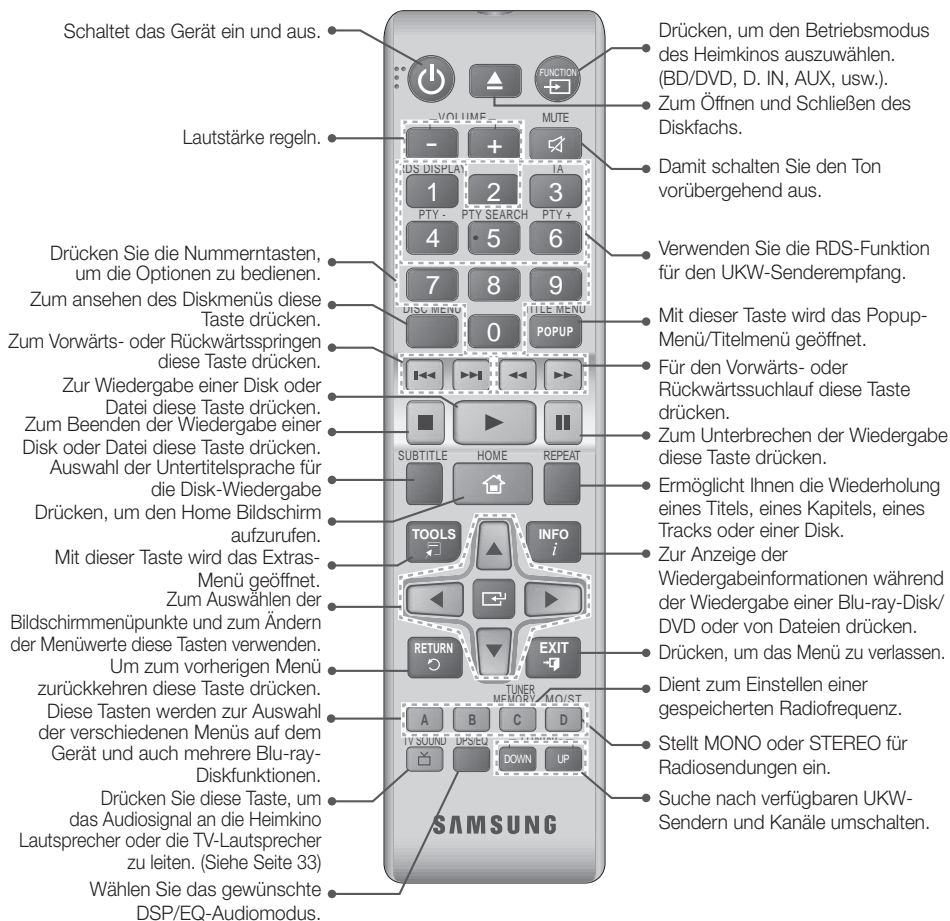 Schaltet das Gerät ein und aus.
Lautstärke regeln.
Drücken Sie die Nummerntasten,
um die Optionen zu bedienen.
Zum ansehen des Diskmenüs diese
Taste drücken.
Zum Vorwärts- oder Rückwärtsspringen
diese Taste drücken.
Zur Wiedergabe einer Disk oder
Datei diese Taste drücken.
Zum Beenden der Wiedergabe einer
Disk oder Datei diese Taste drücken.
Auswahl der Untertitelsprache für
die Disk-Wiedergabe
Drücken, um den Home Bildschirm
aufzurufen.
Mit dieser Taste wird das Extras-
Menü geöffnet.
Zum Auswählen der
Bildschirmmenüpunkte und zum Ändern
der Menüwerte diese Tasten verwenden.
Um zum vorherigen Menü
zurückkehren diese Taste drücken.
Diese Tasten werden zur Auswahl
der verschiedenen Menüs auf dem
Gerät und auch mehrere Blu-ray-
Diskfunktionen.
Drücken Sie diese Taste, um
das Audiosignal an die Heimkino
Lautsprecher oder die TV-Lautsprecher
zu leiten. (Siehe Seite 33)
Wählen Sie das gewünschte
DSP/EQ-Audiomodus.
FUNCTION
VOLUME
MUTE
- +
RDS DISPLAY TA
1 2 3
PTY - PTY SEARCH PTY +
4 5 6
7 8 9
DISC MENU TITLE MENU
0 POPUP
SUBTITLE HOME REPEAT
TOOLS INFO
i
RETURN EXIT
TUNER
MEMORY MO/ST
A B C D
TV SOUND DPS/EQ
DOWN UP
SAMSUNG
Drücken, um den Betriebsmodus
des Heimkinos auszuwählen.
(BD/DVD, D. IN, AUX, usw.).
Zum Öffnen und Schließen des
Diskfachs.
Damit schalten Sie den Ton
vorübergehend aus.
Verwenden Sie die RDS-Funktion
für den UKW-Senderempfang.
Mit dieser Taste wird das Popup-
Menü/Titelmenü geöffnet.
Für den Vorwärts- oder
Rückwärtssuchlauf diese Taste
drücken.
Zum Unterbrechen der Wiedergabe
diese Taste drücken.
Ermöglicht Ihnen die Wiederholung
eines Titels, eines Kapitels, eines
Tracks oder einer Disk.
Zur Anzeige der
Wiedergabeinformationen während
der Wiedergabe einer Blu-ray-Disk/
DVD oder von Dateien drücken.
Drücken, um das Menü zu verlassen.
Dient zum Einstellen einer
gespeicherten Radiofrequenz.
Stellt MONO oder STEREO für
Radiosendungen ein.
Suche nach verfügbaren UKW-
Sendern und Kanäle umschalten.